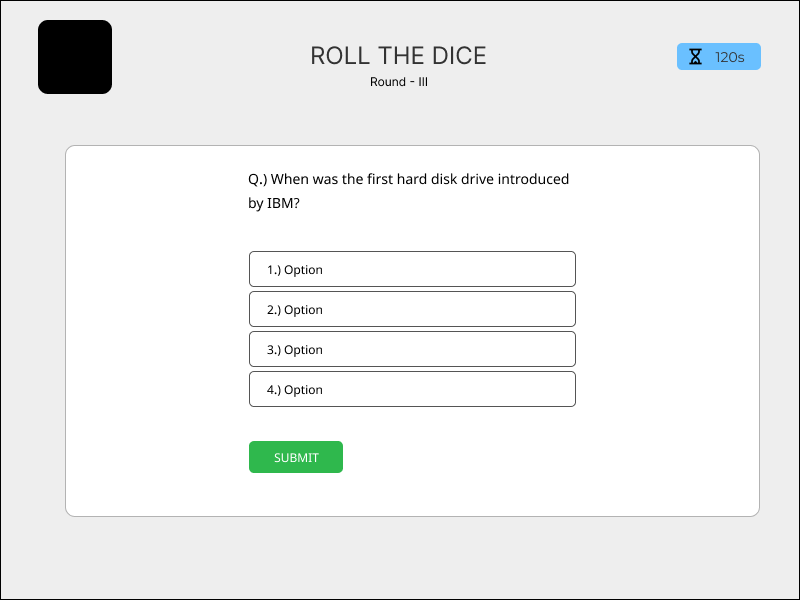 ROLL THE DICE
Round - III
120s
Q.) When was the first hard disk drive introduced
by IBM?
1.) Option
2.) Option
3.) Option
4.) Option
SUBMIT